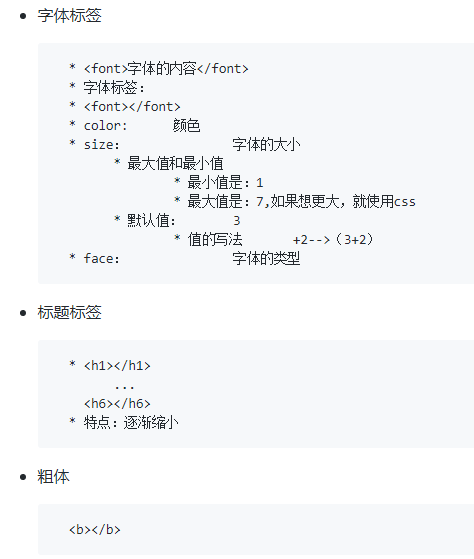 字体标签
* <font>字体的内容</font>
* 字体标签：
* <font></font>
* color: 颜色
* size: 字体的大小
* 最大值和最小值
* 最小值是：1
* 最大值是：7,如果想更大，就使用css
* 默认值： 3
* 值的写法 +2-->（3+2）
* face: 字体的类型
标题标签
* <h1></h1>
...
<h6></h6>
* 特点：逐渐缩小
粗体
<b></b>